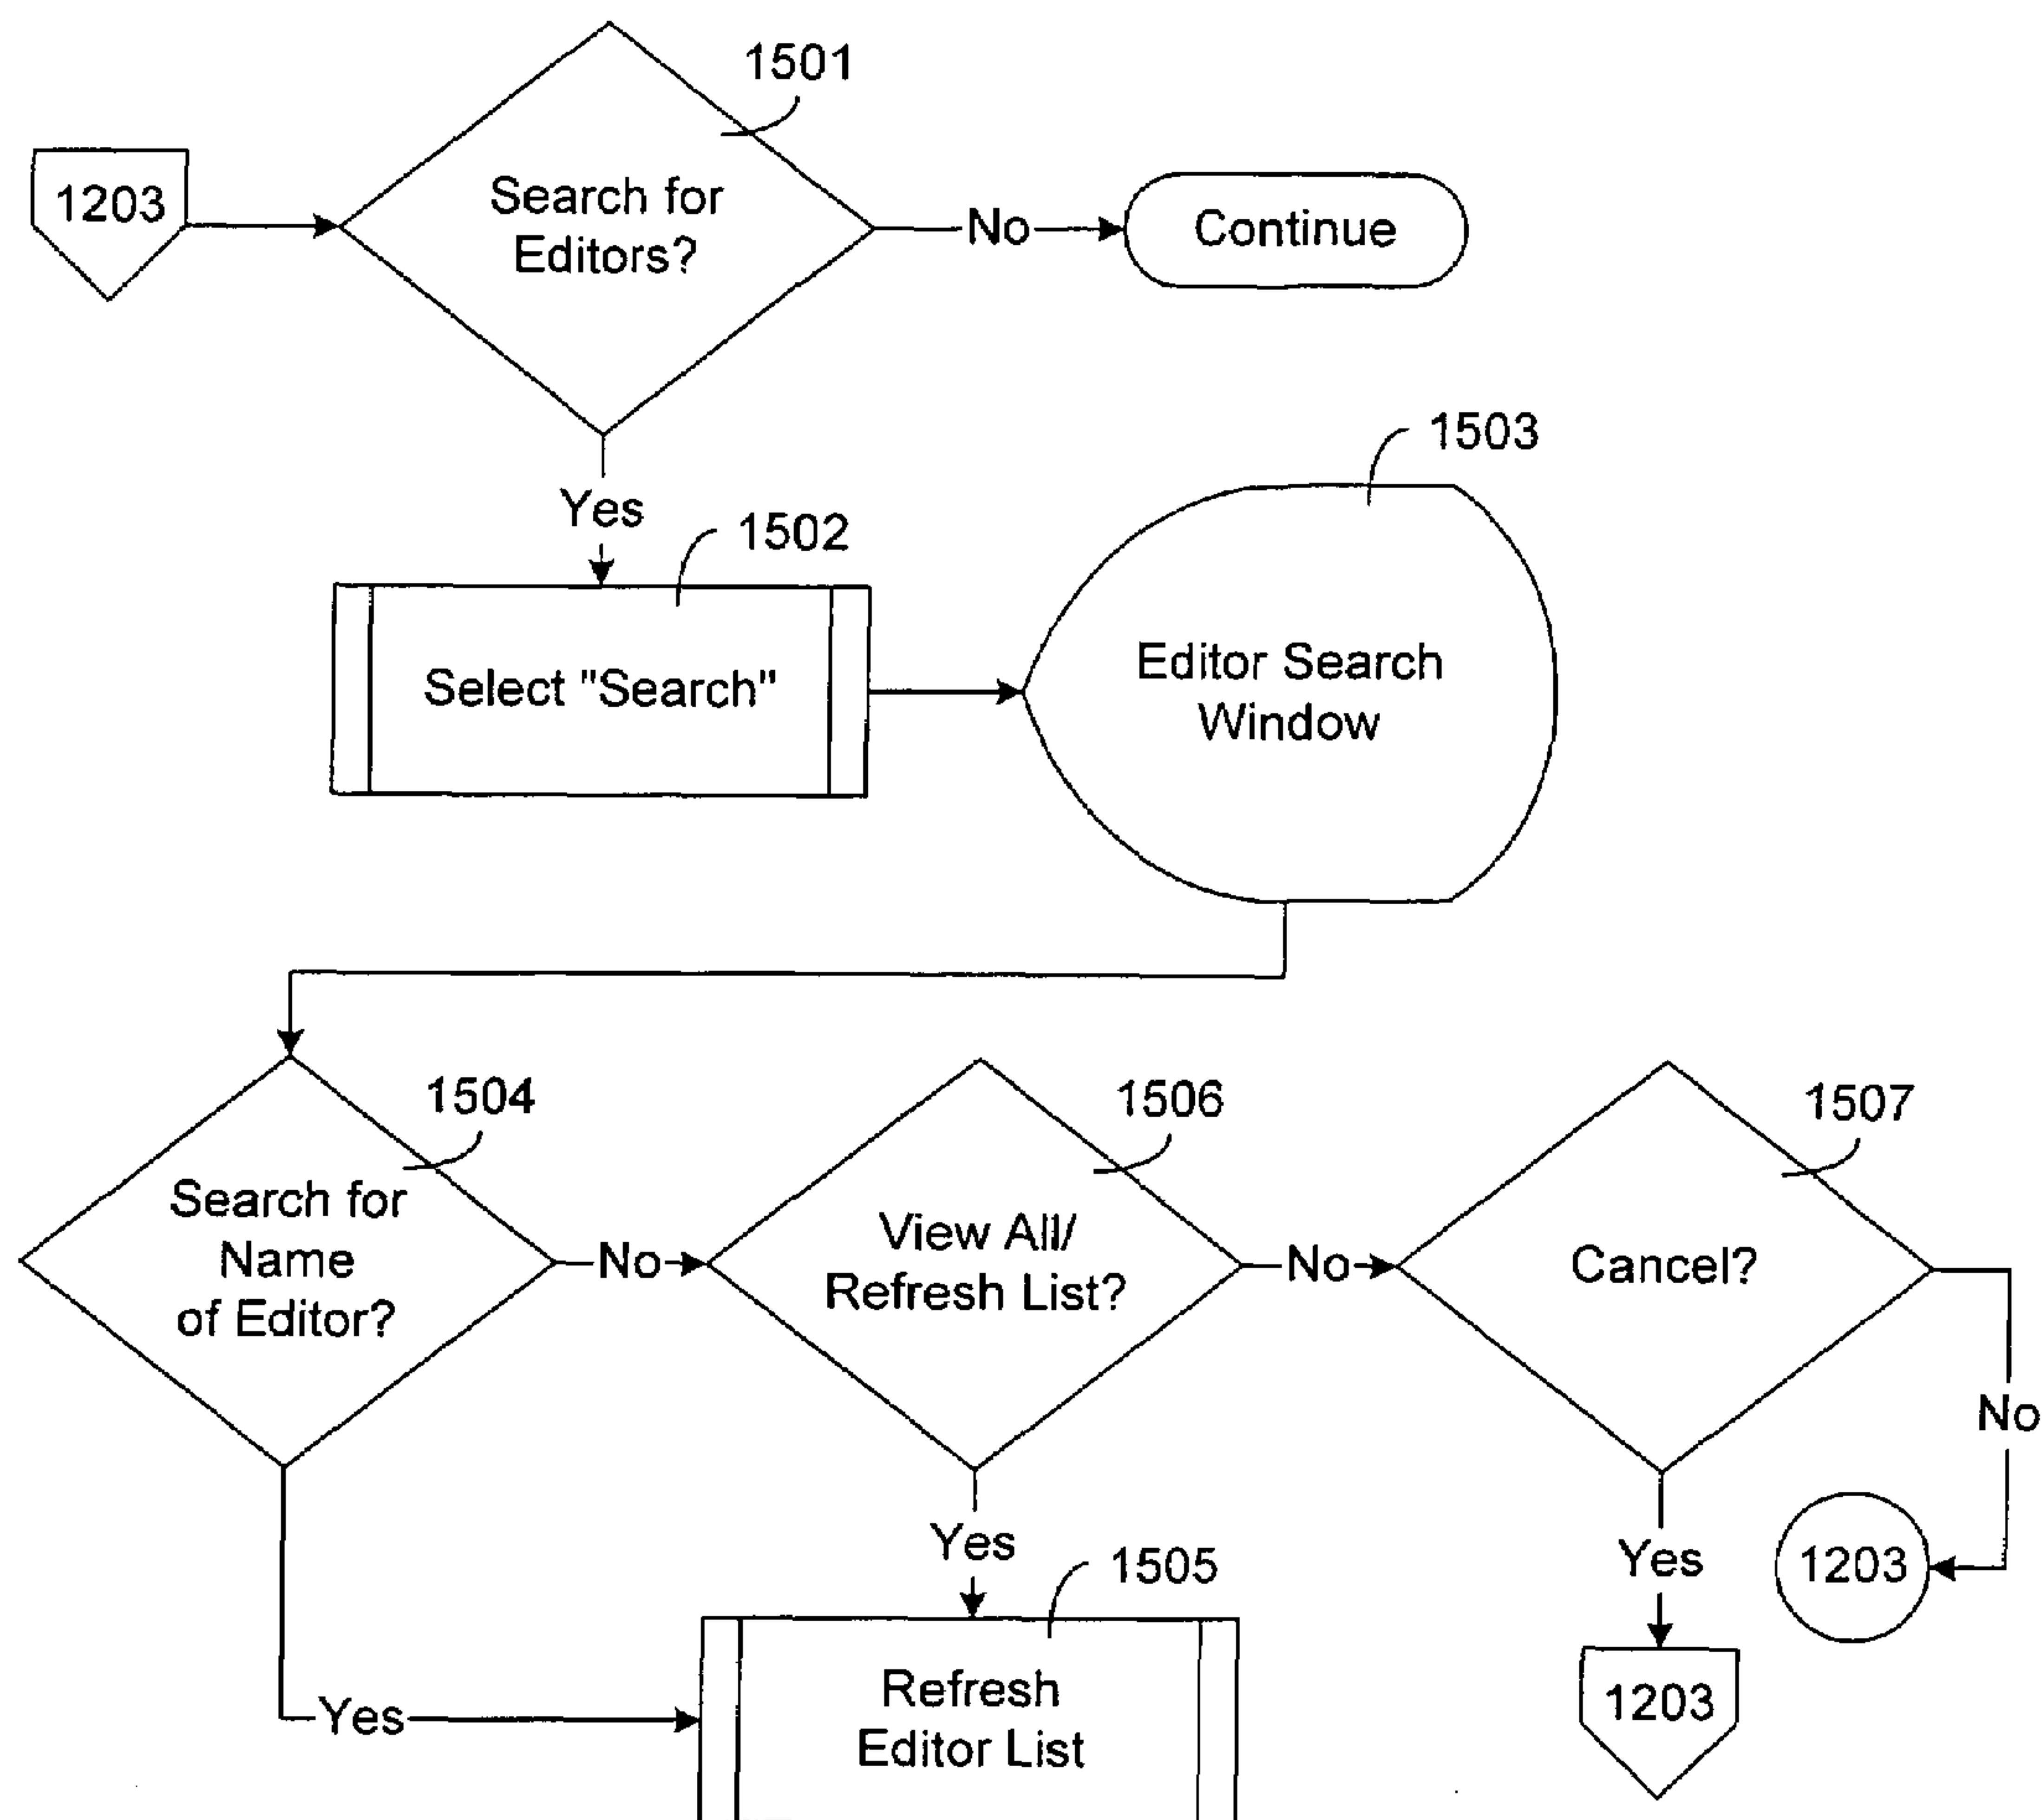 1501
1203
Search for
Editors?
No
Continue
Yes
1502
1503
Select "Search"
Editor Search
Window
1504
1506
1507
Search for
Name
of Editor?
No
View All/
Refresh List?
No
Cancel?
No
Yes
1505
Yes
1203
Yes
Refresh
Editor List
1203